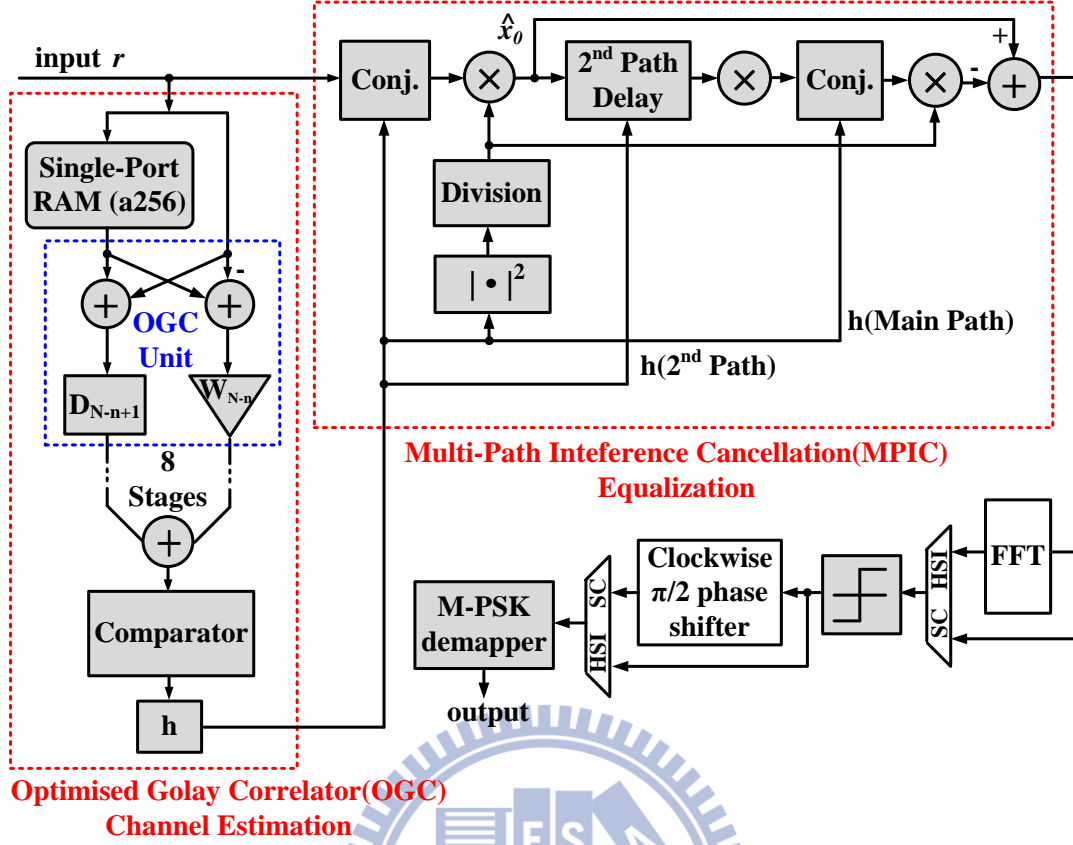 input r
x̂₀
+
Conj.
×
2nd Path
Delay
×
Conj.
×
-
+
Single-Port
RAM (a256)
Division
-
+
+
OGC
Unit
| • |²
h(Main Path)
h(2nd Path)
D_N-n+1
W_N-n
8
Stages
+
Multi-Path Inteference Cancellation(MPIC)
Equalization
Comparator
h
FFT
HSI
SC
Clockwise
π/2 phase
shifter
SC
HSI
M-PSK
demapper
output
Optimised Golay Correlator(OGC)
Channel Estimation
E S A